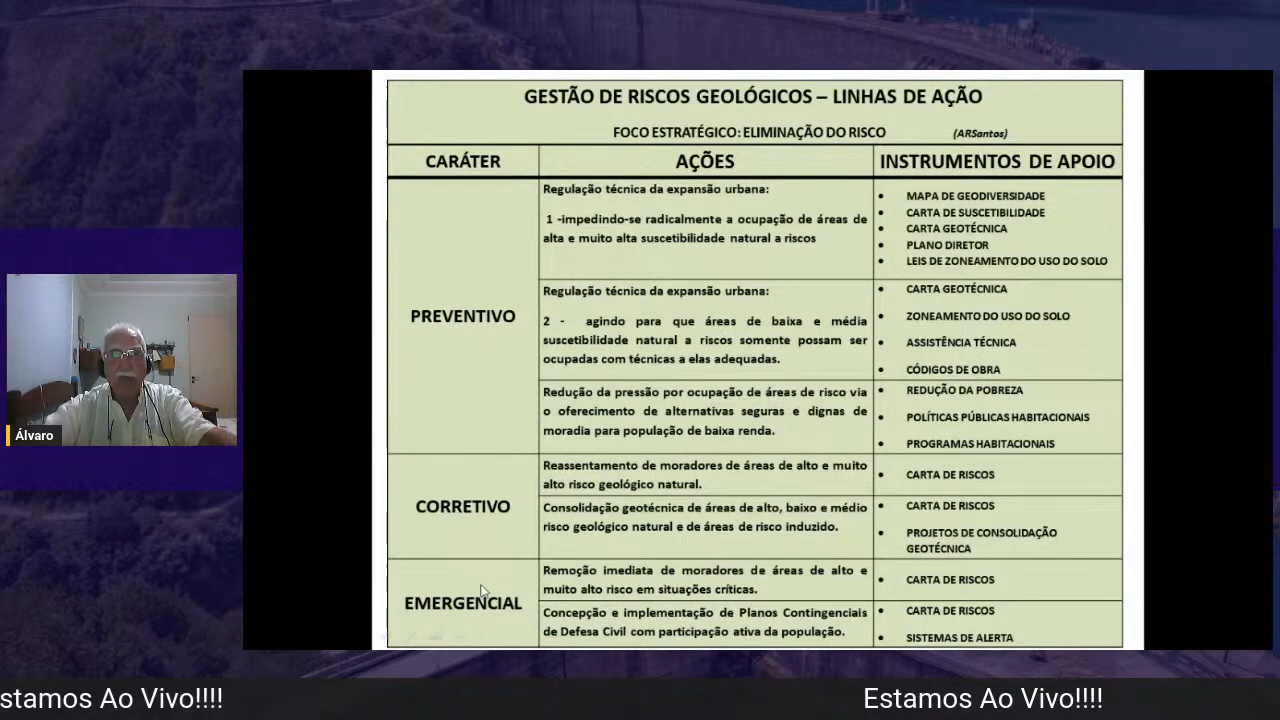 GESTÃO DE RISCOS GEOLÓGICOS – LINHAS DE AÇÃO
FOCO ESTRATÉGICO: ELIMINAÇÃO DO RISCO (ARSantos)
CARÁTER AÇÕES INSTRUMENTOS DE APOIO
PREVENTIVO
Regulação técnica da expansão urbana:
1 -impedindo-se radicalmente a ocupação de áreas de
alta e muito alta suscetibilidade natural a riscos
• MAPA DE GEODIVERSIDADE
• CARTA DE SUSCETIBILIDADE
• CARTA GEOTÉCNICA
• PLANO DIRETOR
• LEIS DE ZONEAMENTO DO USO DO SOLO
Regulação técnica da expansão urbana:
2 - agindo para que áreas de baixa e média
suscetibilidade natural a riscos somente possam ser
ocupadas com técnicas a elas adequadas.
• CARTA GEOTÉCNICA
• ZONEAMENTO DO USO DO SOLO
• ASSISTÊNCIA TÉCNICA
• CÓDIGOS DE OBRA
Redução da pressão por ocupação de áreas de risco via
o oferecimento de alternativas seguras e dignas de
moradia para população de baixa renda.
• REDUÇÃO DA POBREZA
• POLÍTICAS PÚBLICAS HABITACIONAIS
• PROGRAMAS HABITACIONAIS
CORRETIVO
Reassentamento de moradores de áreas de alto e muito
alto risco geológico natural.
• CARTA DE RISCOS
Consolidação geotécnica de áreas de alto, baixo e médio
risco geológico natural e de áreas de risco induzido.
• CARTA DE RISCOS
• PROJETOS DE CONSOLIDAÇÃO
GEOTÉCNICA
EMERGENCIAL
Remoção imediata de moradores de áreas de alto e
muito alto risco em situações críticas.
• CARTA DE RISCOS
Concepção e implementação de Planos Contingenciais
de Defesa Civil com participação ativa da população.
• CARTA DE RISCOS
• SISTEMAS DE ALERTA
Álvaro
stamos Ao Vivo!!!! Estamos Ao Vivo!!!!